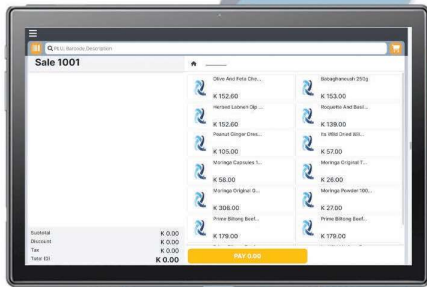 PLU, Barcode, Description
Sale 1001
Olive And Feta Che...
K 152.60
Babaghanoush 250g
K 153.00
Herbed Labneh Dip ...
K 152.60
Roquette And Basil...
K 139.00
Peanut Ginger Dres...
K 105.00
Its Wild Dried Wil...
K 57.00
Moringa Capsules 1...
K 58.00
Moringa Original T...
K 26.00
Moringa Original G...
K 306.00
Moringa Powder 100...
K 27.00
Prime Biltong Beef...
K 179.00
Prime Biltong Beef...
K 179.00
Subtotal K 0.00
Discount K 0.00
Tax K 0.00
Total (0) K 0.00
PAY 0.00